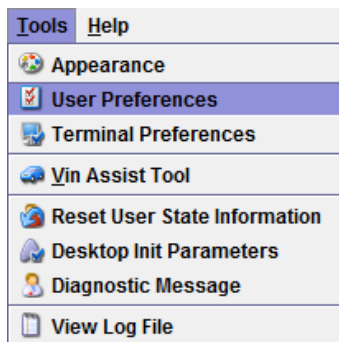 Tools Help
Appearance
User Preferences
Terminal Preferences
Vin Assist Tool
Reset User State Information
Desktop Init Parameters
Diagnostic Message
View Log File